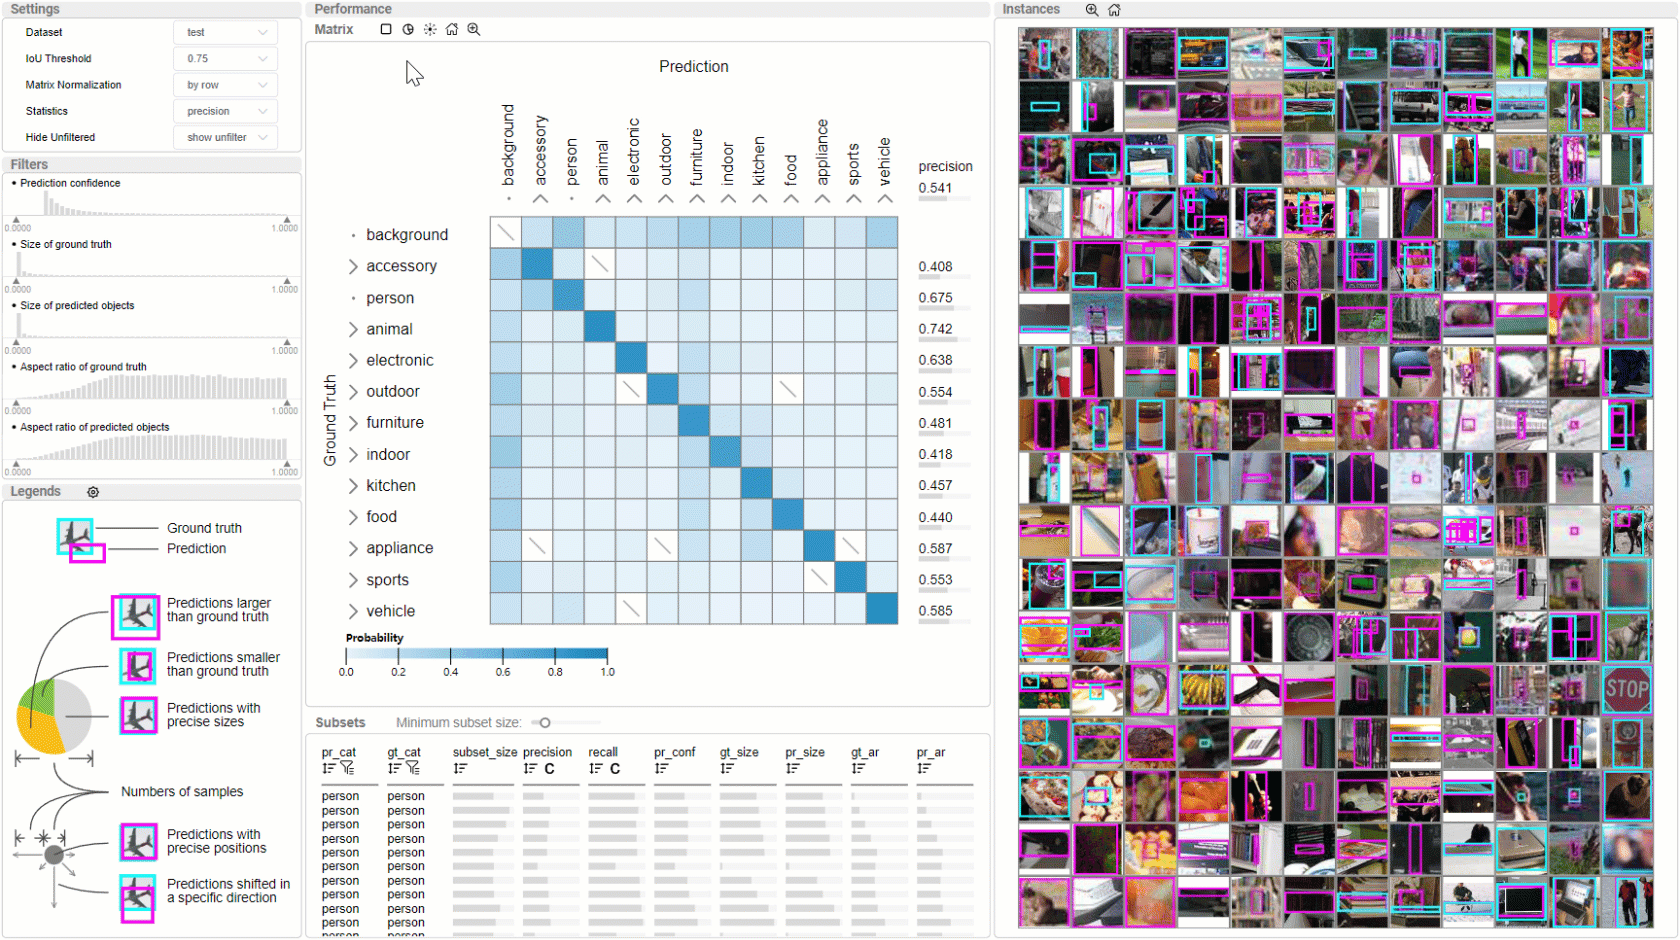 Settings
Dataset
test
IoU Threshold
0.75
Matrix Normalization
by row
Statistics
precision
Hide Unfiltered
show unfilter
Filters
• Prediction confidence
0.0000 1.0000
• Size of ground truth
0.0000 1.0000
• Size of predicted objects
0.0000 1.0000
• Aspect ratio of ground truth
0.0000 1.0000
• Aspect ratio of predicted objects
0.0000 1.0000
Legends
Ground truth
Prediction
Predictions larger
than ground truth
Predictions smaller
than ground truth
Predictions with
precise sizes
Numbers of samples
Predictions with
precise positions
Predictions shifted in
a specific direction
Performance
Matrix
Prediction
background
accessory
person
animal
electronic
outdoor
furniture
indoor
kitchen
food
appliance
sports
vehicle
precision
0.541
Ground Truth
background
accessory 0.408
person 0.675
animal 0.742
electronic 0.638
outdoor 0.554
furniture 0.481
indoor 0.418
kitchen 0.457
food 0.440
appliance 0.587
sports 0.553
vehicle 0.585
Probability
0.0 0.2 0.4 0.6 0.8 1.0
Subsets
Minimum subset size:
pr_cat gt_cat subset_size precision recall pr_conf gt_size pr_size gt_ar pr_ar
C C
person person
person person
person person
person person
person person
person person
person person
person person
person person
person person
person person
Instances
STOP